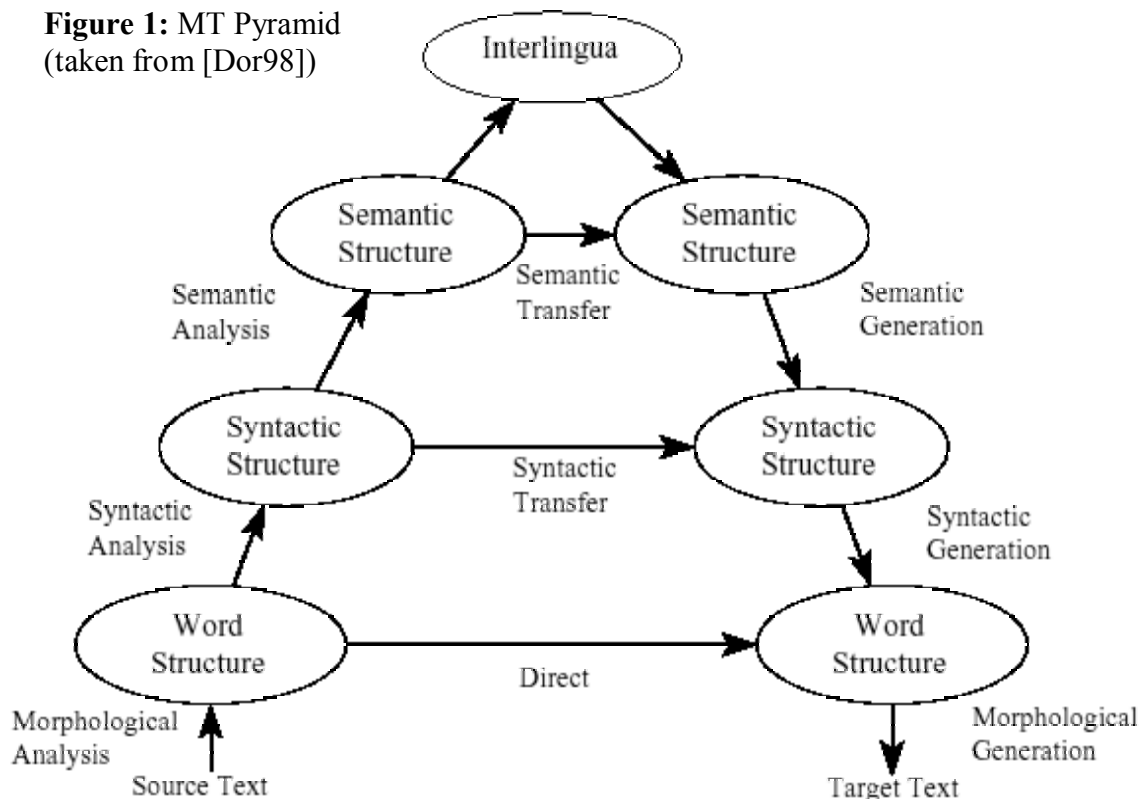 Figure 1: MT Pyramid
(taken from [Dor98])
Interlingua
Semantic
Structure
Semantic
Structure
Semantic
Transfer
Semantic
Analysis
Semantic
Generation
Syntactic
Structure
Syntactic
Structure
Syntactic
Transfer
Syntactic
Analysis
Syntactic
Generation
Word
Structure
Word
Structure
Direct
Morphological
Analysis
Morphological
Generation
Source Text
Target Text